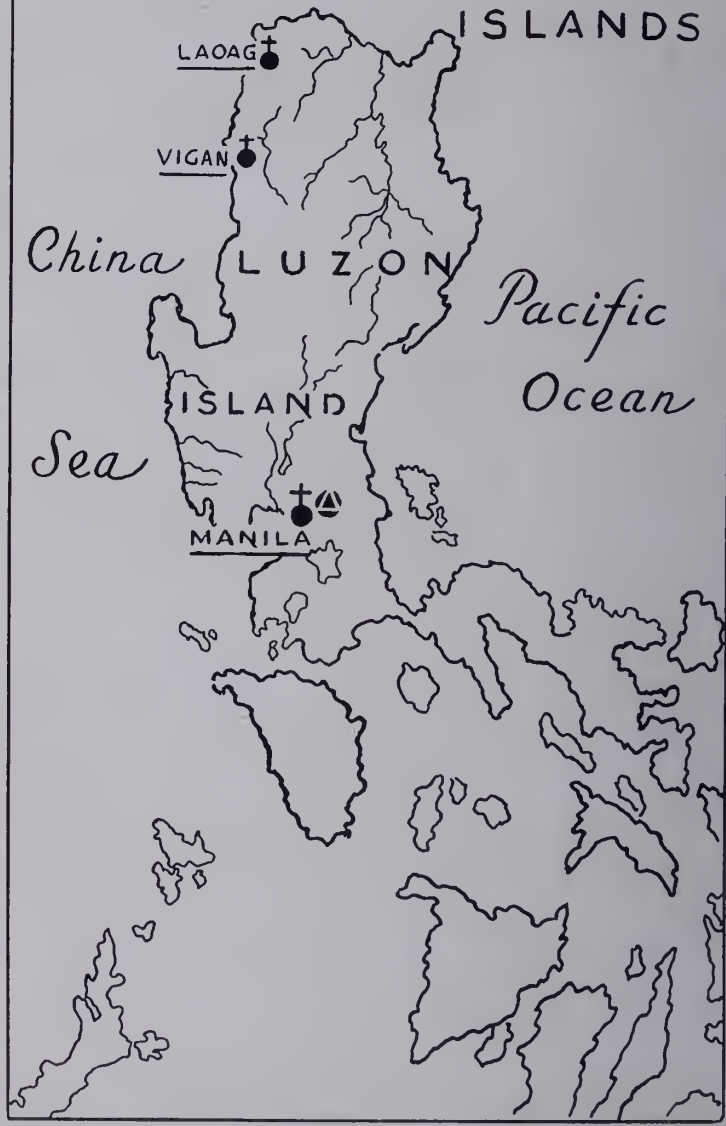 ISLANDS
LAOAG
VIGAN
China
LUZON
Pacific
Ocean
ISLAND
Sea
MANILA